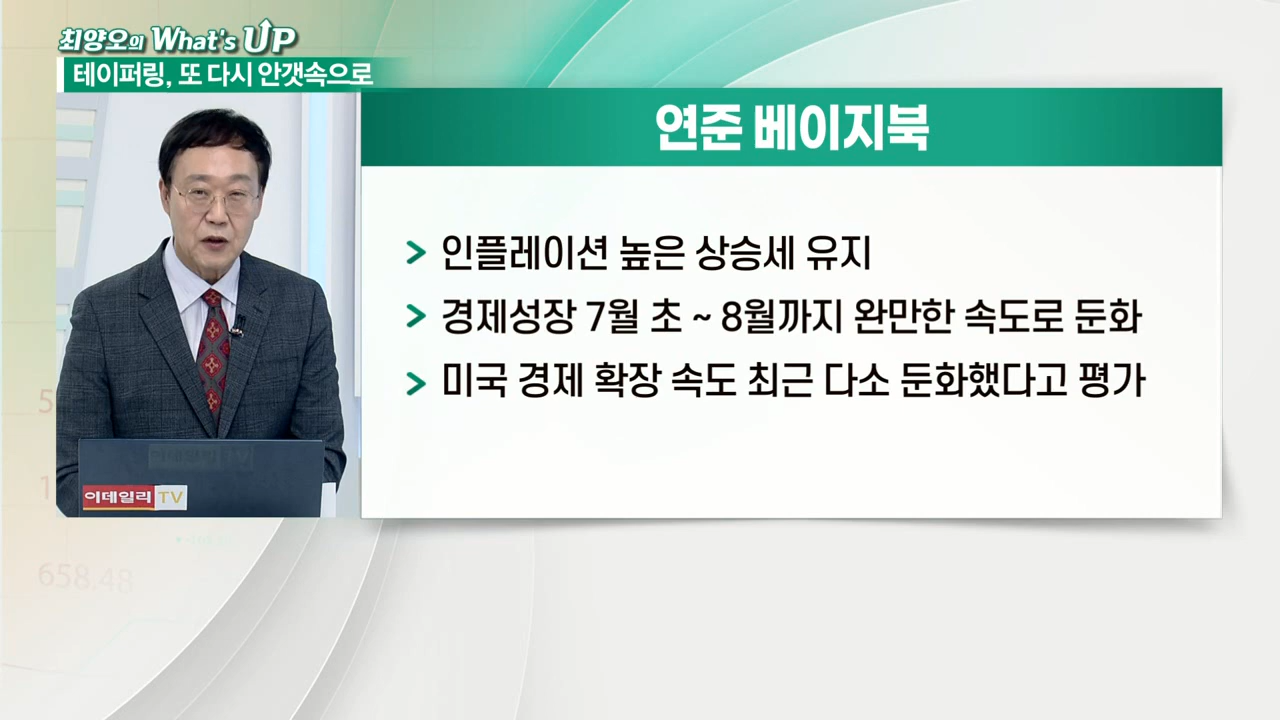 최양오의 What's UP
테이퍼링, 또 다시 안갯속으로
연준 베이지북
> 인플레이션 높은 상승세 유지
> 경제성장 7월 초 ~ 8월까지 완만한 속도로 둔화
> 미국 경제 확장 속도 최근 다소 둔화했다고 평가
이데일리 TV
658.48